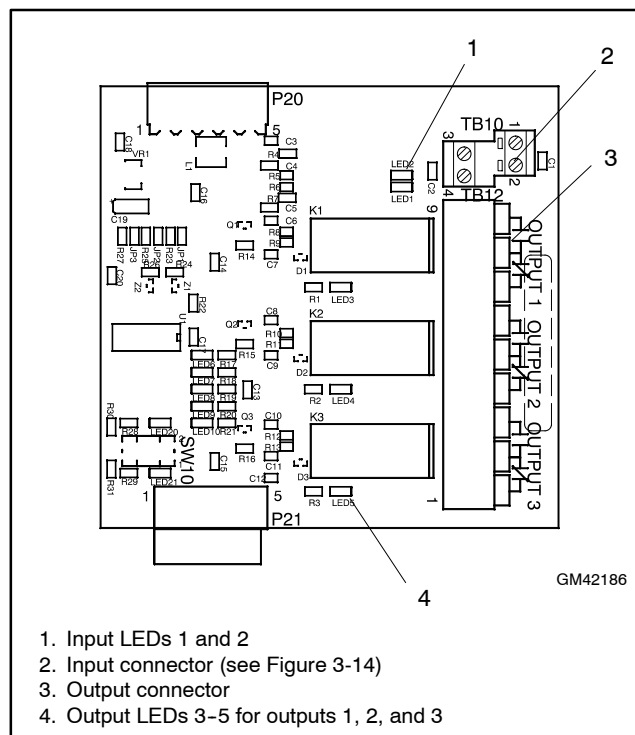 1
2
3
P20
1
5
C3
C18
R4
C4
VR1
L1
R5
R6
R7
C16
C5
C19
C6
Q1
R8
R9
R14
C7
R27
JP3
R25
JP2
R23
JP1
R26
R24
C20
Z2
Z1
C14
R22
U1
C17
C8
Q2
R10
R11
R15
C9
LED6
R17
LED7
R18
LED8
R19
C13
LED9
R20
LED10
R21
Q3
C10
R12
R13
R16
C11
C12
C15
R30
R28
LED20
SW10
R31
R29
LED21
1
5
P21
K1
D1
R1
LED3
K2
D2
R2
LED4
K3
D3
R3
LED5
LED2
LED1
C2
TB10
3
1
4
2
C1
TB12
9
1
OUTPUT 1
OUTPUT 2
OUTPUT 3
4
GM42186
1. Input LEDs 1 and 2
2. Input connector (see Figure 3-14)
3. Output connector
4. Output LEDs 3-5 for outputs 1, 2, and 3